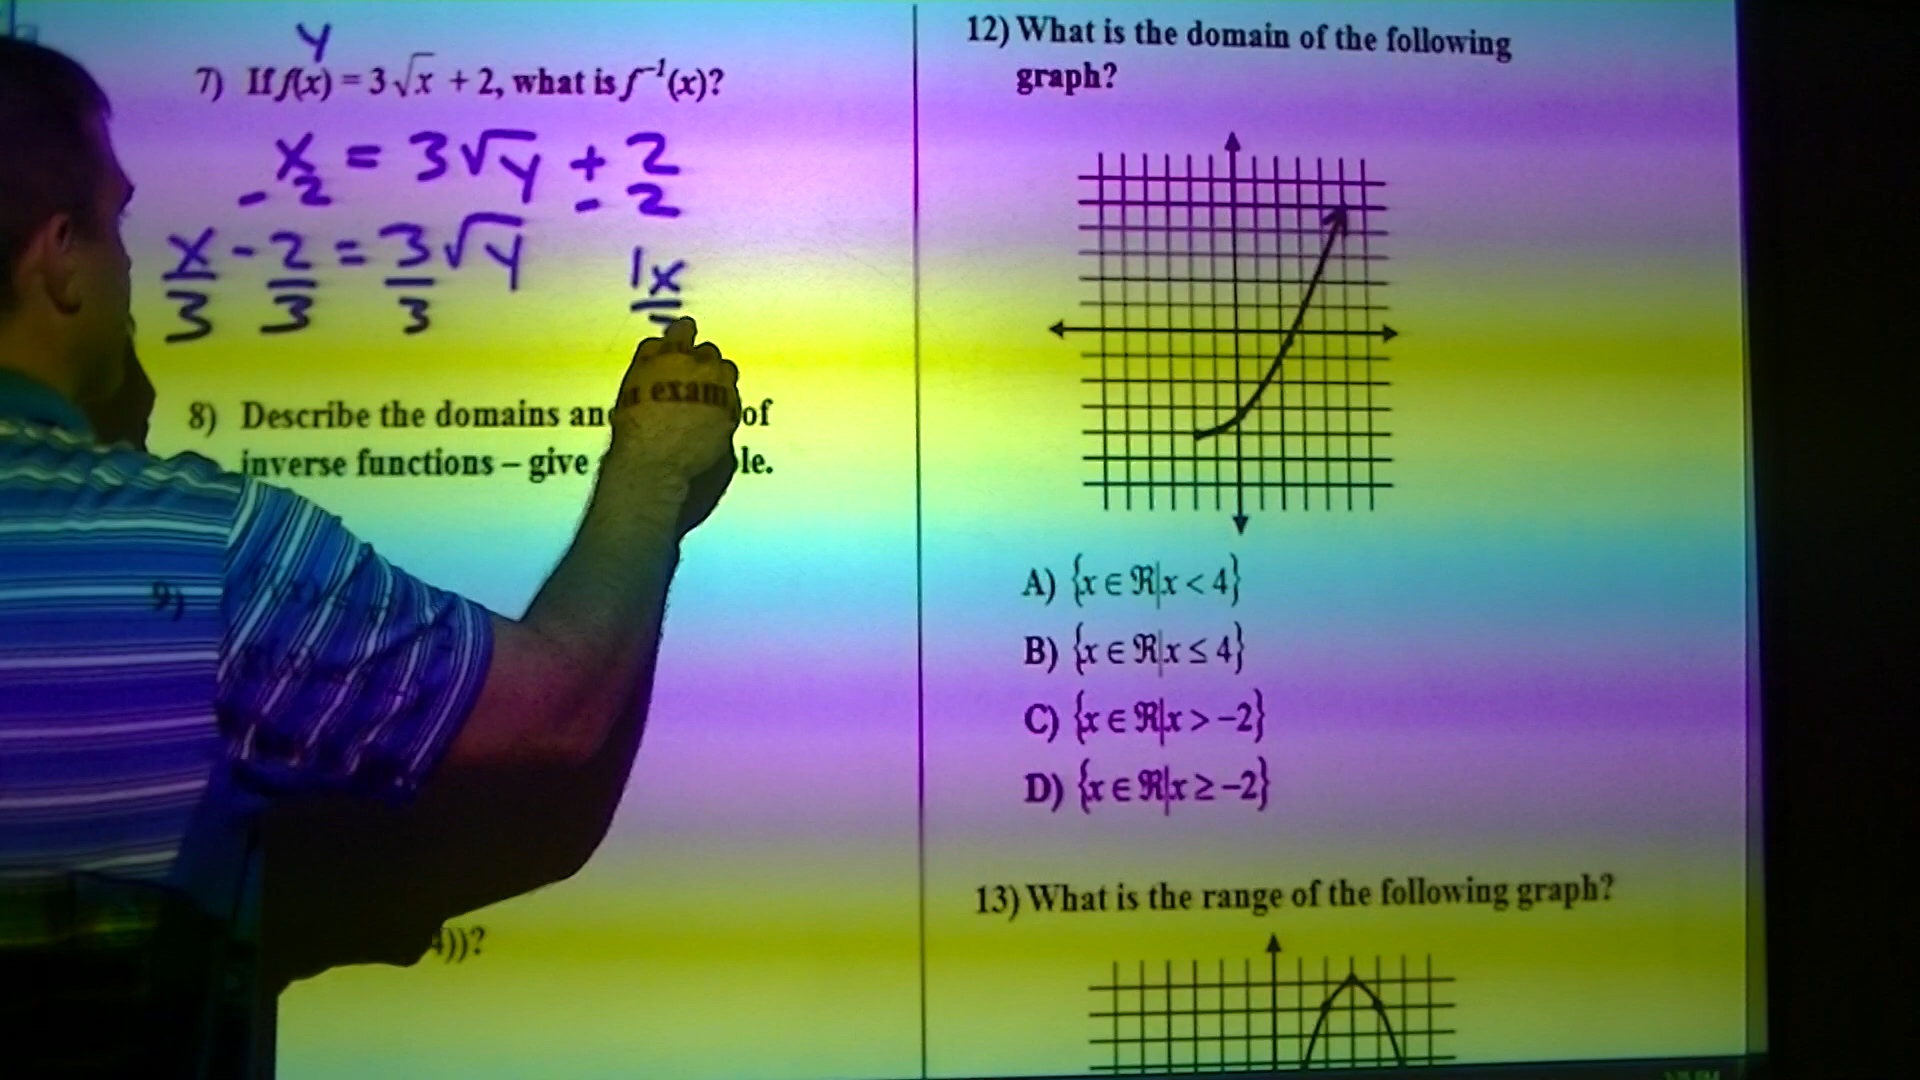 y
7) If f(x) = 3√x + 2, what is f⁻¹(x)?
x = 3√y + 2
- 2 - 2
x/3 - 2/3 = 3/3 √y
1x
8) Describe the domains an of
inverse functions – give le.
9)
4))?
12) What is the domain of the following
graph?
A) {x ∈ ℜ|x < 4}
B) {x ∈ ℜ|x ≤ 4}
C) {x ∈ ℜ|x > −2}
D) {x ∈ ℜ|x ≥ −2}
13) What is the range of the following graph?